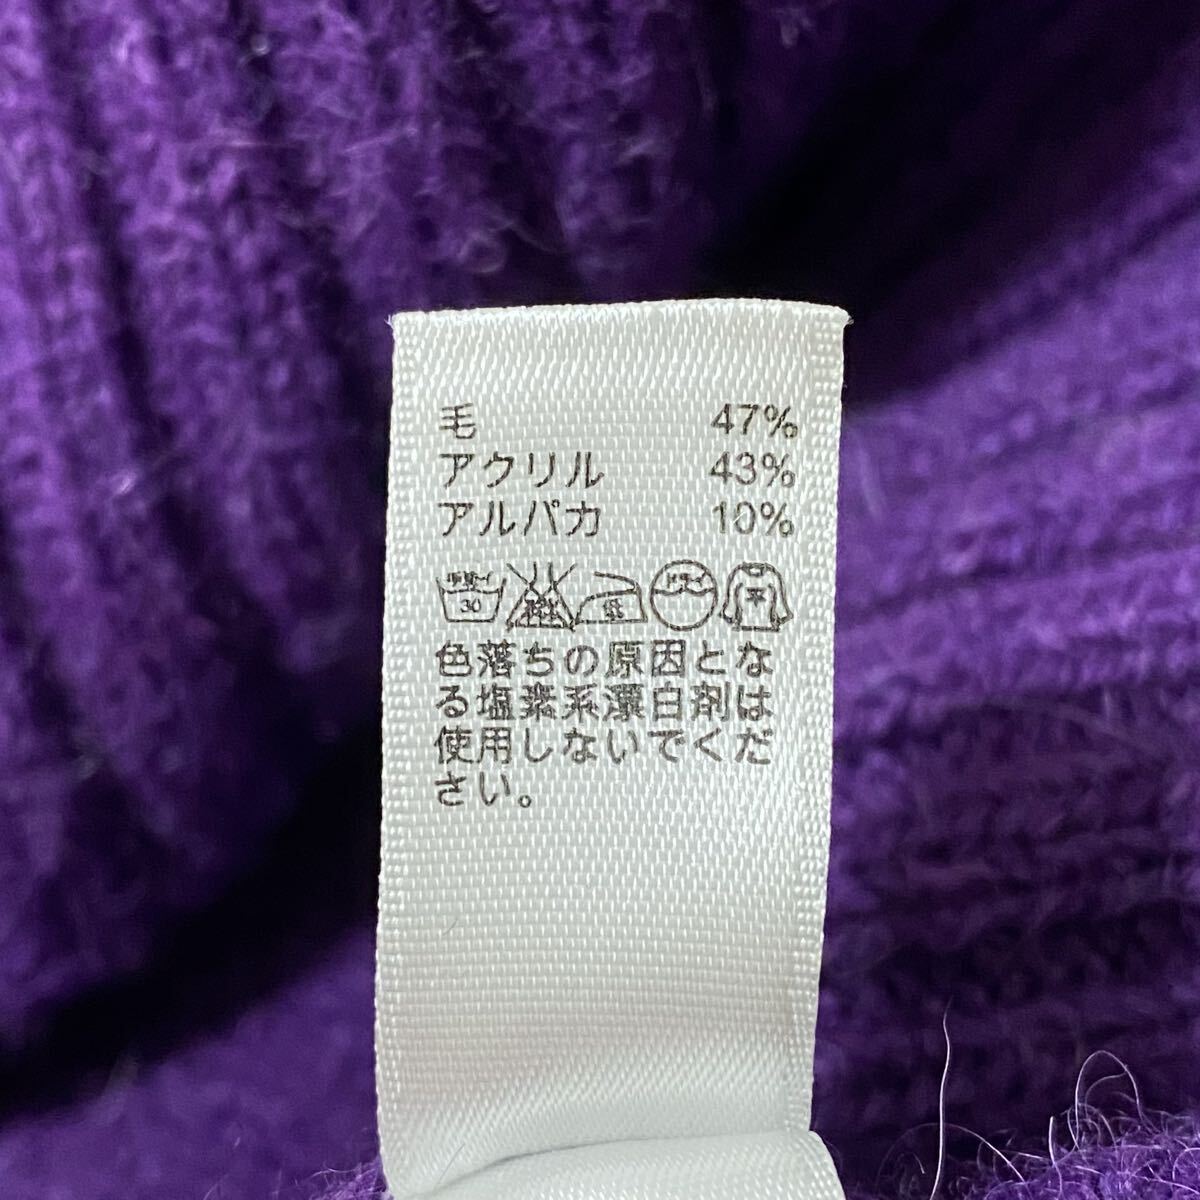 毛 47%
アクリル 43%
アルパカ 10%
30 平
色落ちの原因とな
る塩素系漂白剤は
使用しないでくだ
さい。